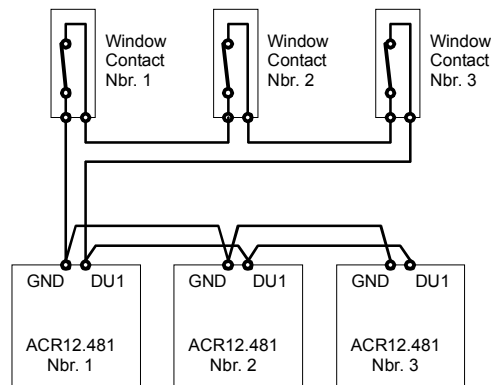 Window
Contact
Nbr. 1
Window
Contact
Nbr. 2
Window
Contact
Nbr. 3
GND DU1
GND DU1
GND DU1
ACR12.481
Nbr. 1
ACR12.481
Nbr. 2
ACR12.481
Nbr. 3